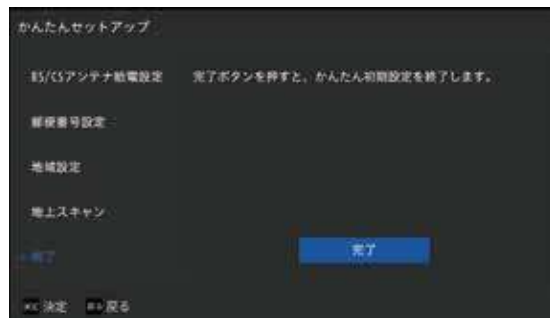 かんたんセットアップ
BS/CSアンテナ給電設定
完了ボタンを押すと、かんたん初期設定を終了します。
郵便番号設定
地域設定
地上スキャン
完了
完了
決定 戻る 戻る